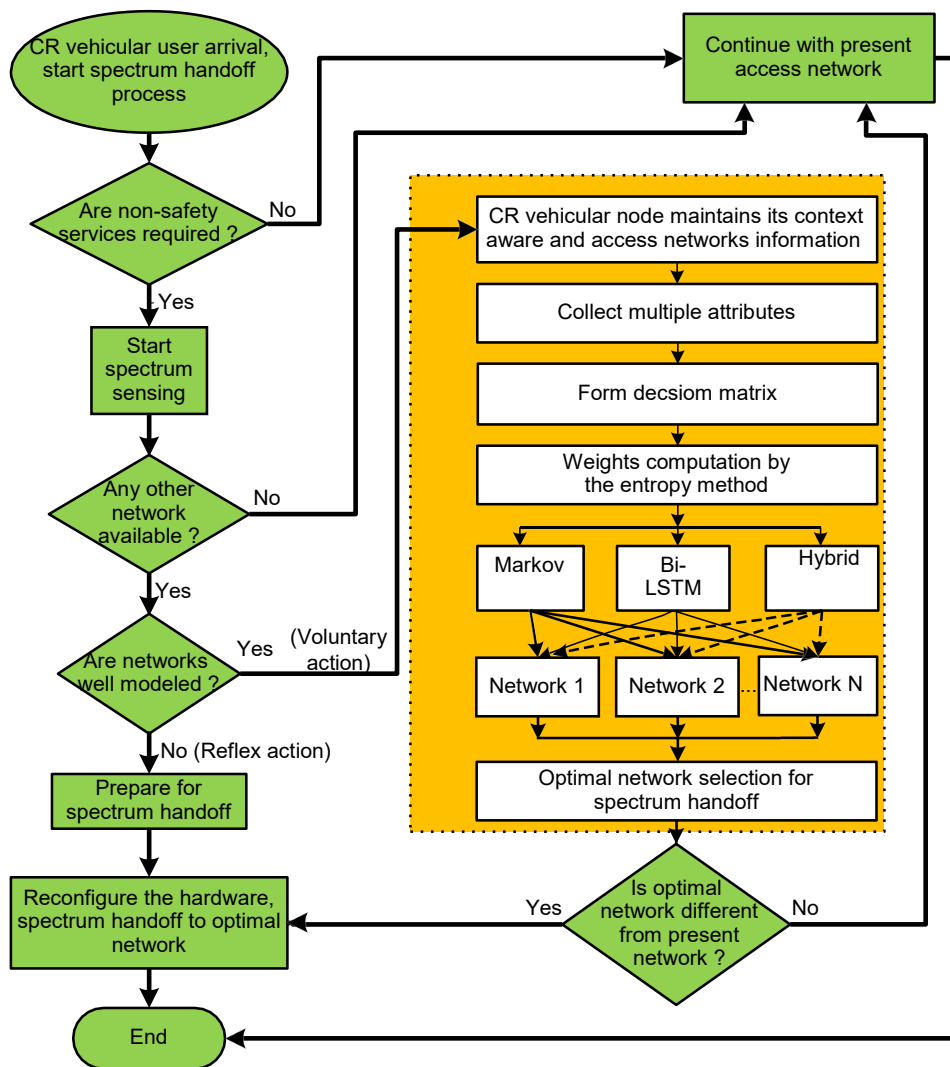 CR vehicular user arrival,
start spectrum handoff
process
Continue with present
access network
Are non-safety
services required ?
No
Yes
Start
spectrum
sensing
Any other
network
available ?
No
Yes
Are networks
well modeled ?
Yes
(Voluntary
action)
No (Reflex action)
Prepare for
spectrum handoff
Reconfigure the hardware,
spectrum handoff to optimal
network
End
CR vehicular node maintains its context
aware and access networks information
Collect multiple attributes
Form decsiom matrix
Weights computation by
the entropy method
Markov
Bi-
LSTM
Hybrid
Network 1
Network 2
....
Network N
Optimal network selection for
spectrum handoff
Is optimal
network different
from present
network ?
Yes
No